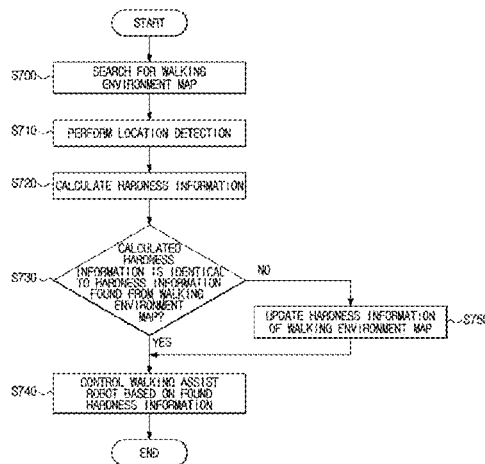 START
S700
SEARCH FOR WALKING
ENVIRONMENT MAP
S710
PERFORM LOCATION DETECTION
S720
CALCULATE HARDNESS INFORMATION
S730
CALCULATED
HARDNESS
INFORMATION IS IDENTICAL
TO HARDNESS INFORMATION
FOUND FROM WALKING
ENVIRONMENT
MAP?
NO
UPDATE HARDNESS INFORMATION
OF WALKING ENVIRONMENT MAP
S750
YES
S740
CONTROL WALKING ASSIST
ROBOT BASED ON FOUND
HARDNESS INFORMATION
END